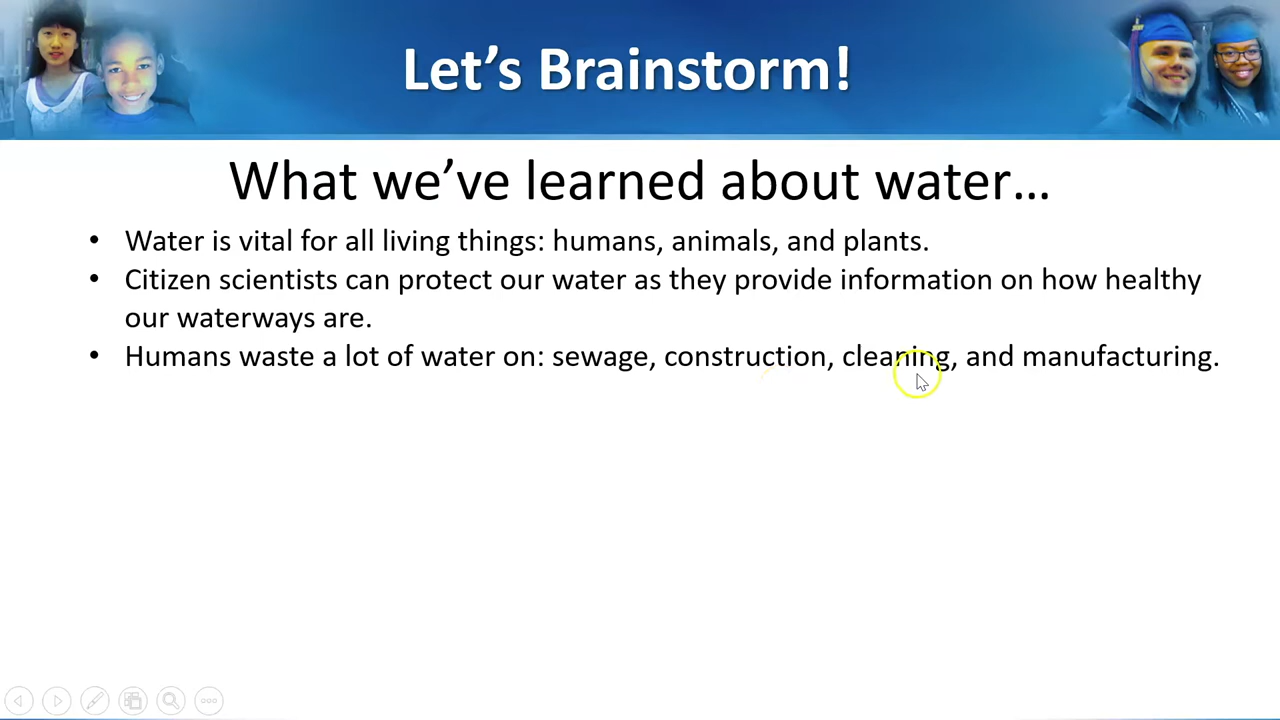 Let’s Brainstorm!
What we’ve learned about water…
• Water is vital for all living things: humans, animals, and plants.
• Citizen scientists can protect our water as they provide information on how healthy
our waterways are.
• Humans waste a lot of water on: sewage, construction, cleaning, and manufacturing.